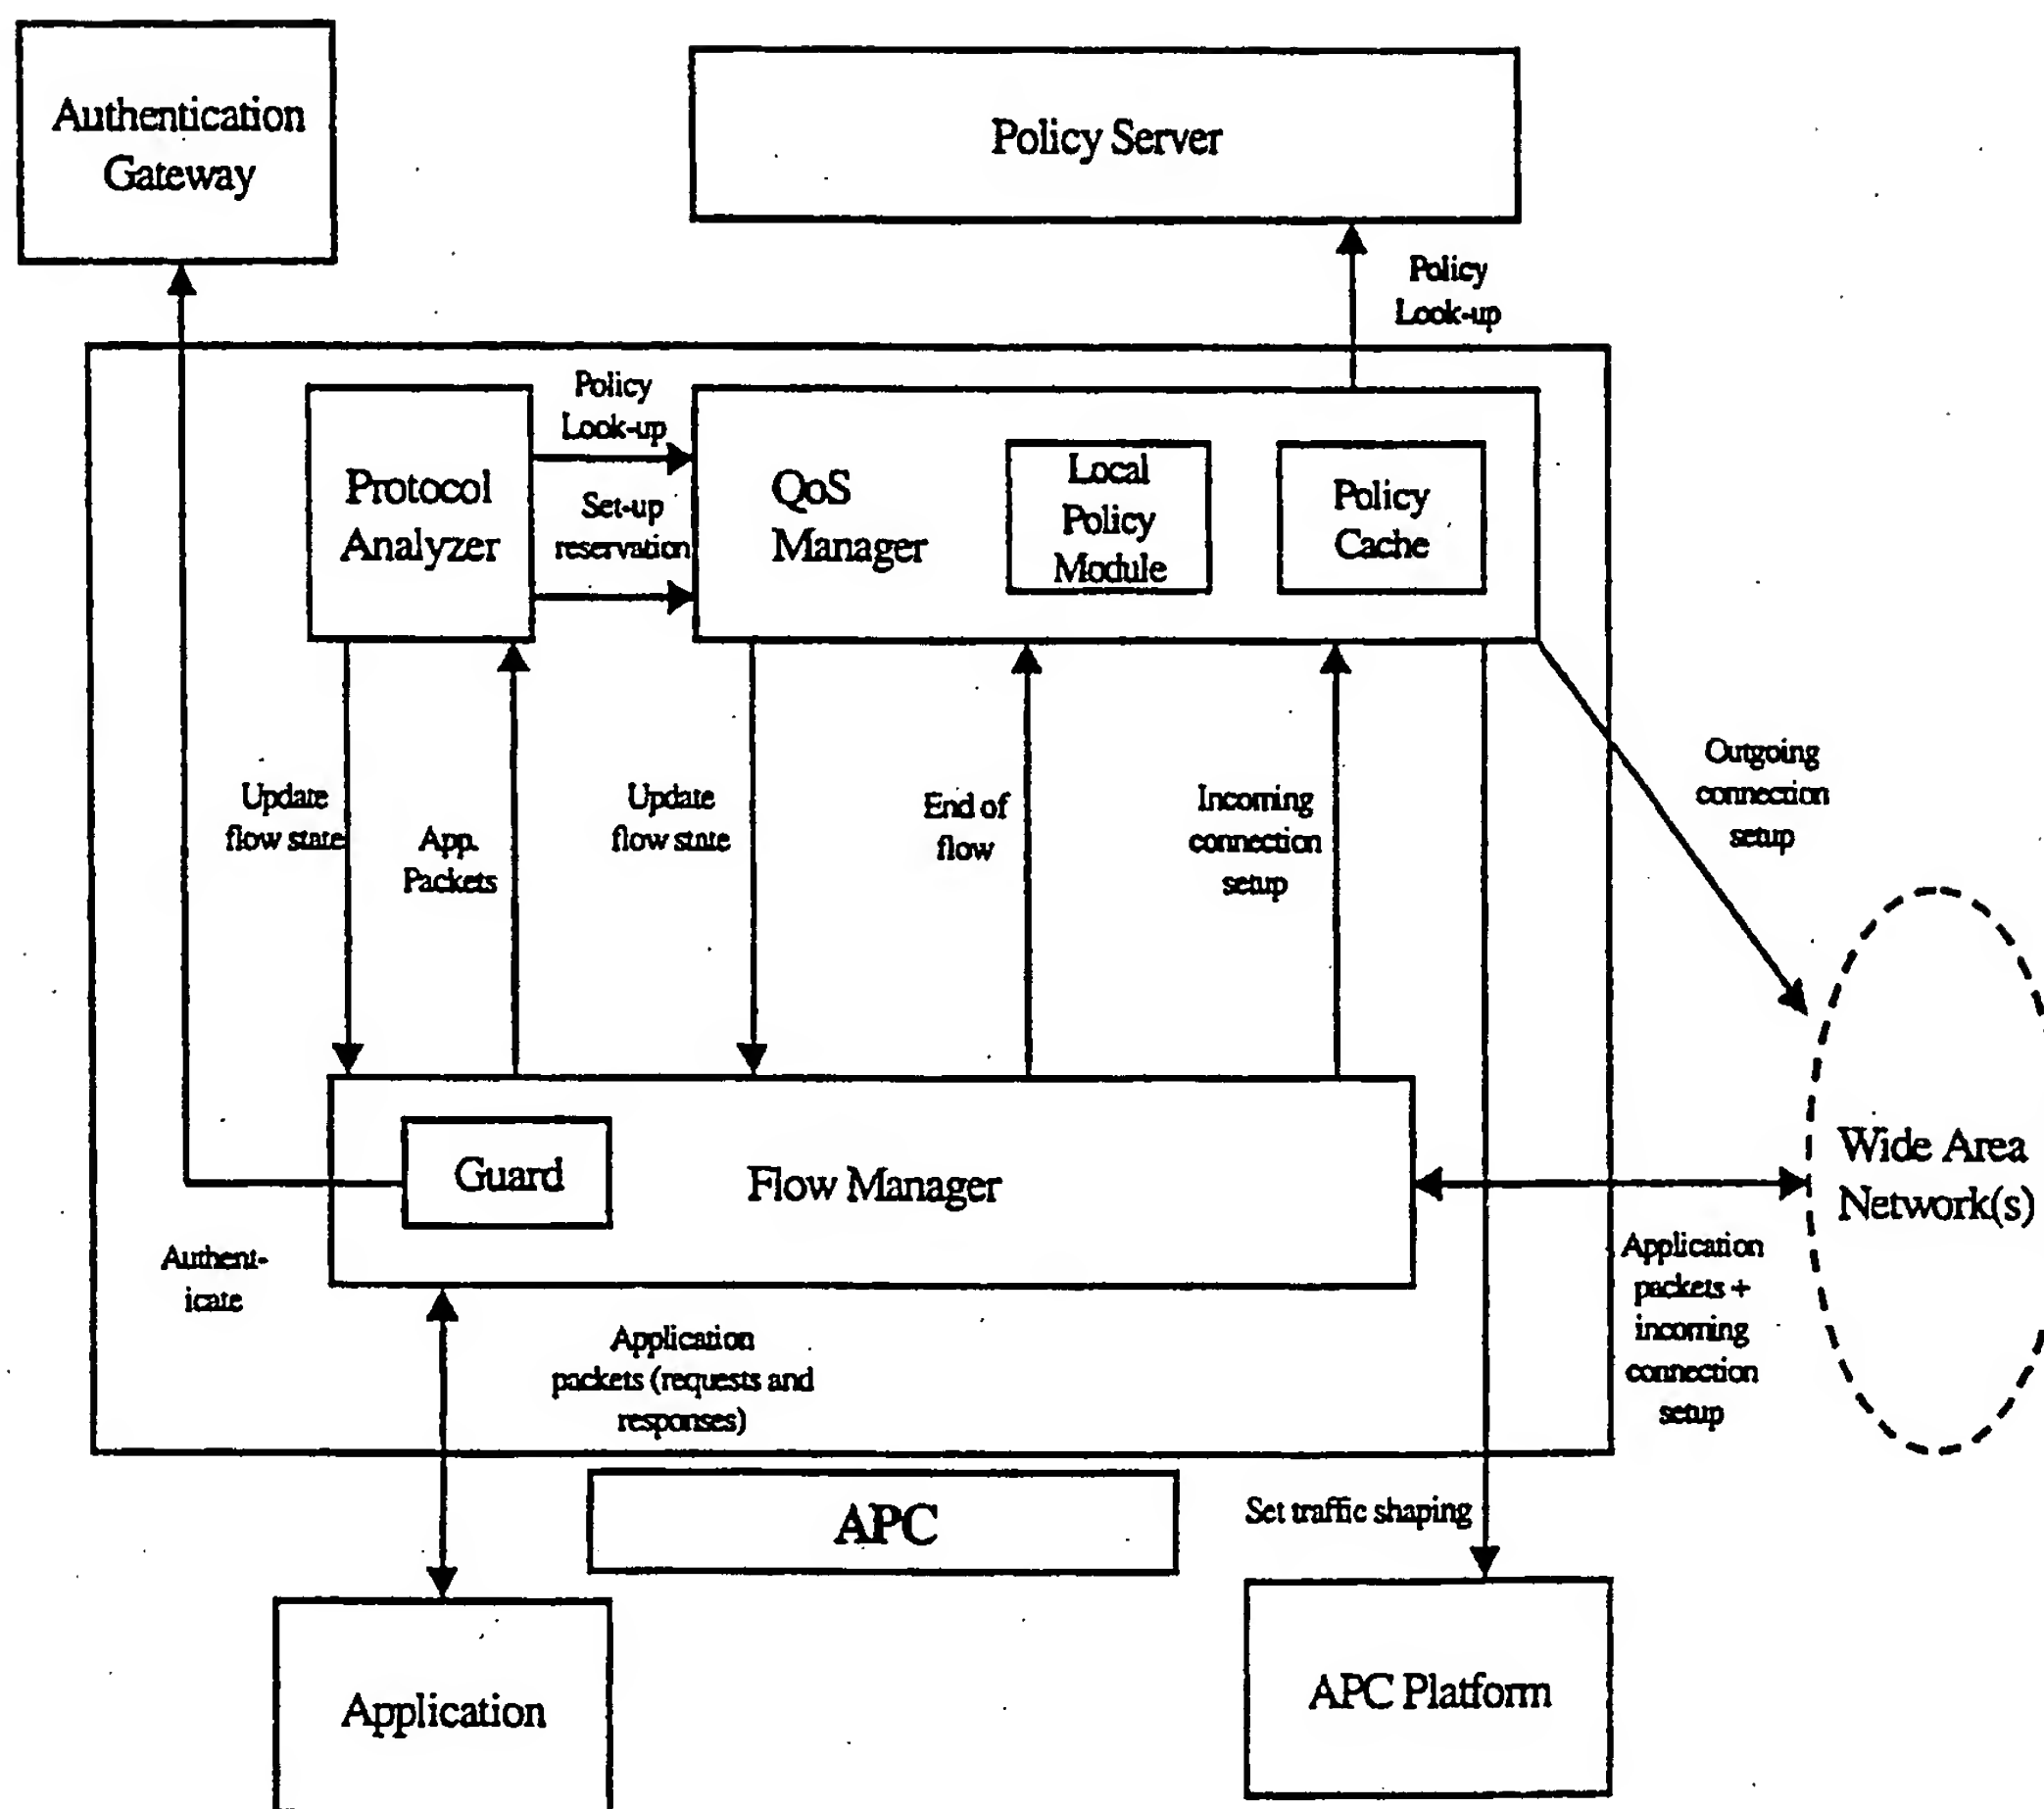 Authentication
Gateway
Policy Server
Policy
Look-up
Policy
Look-up
Protocol
Analyzer
Set-up
reservation
QoS
Manager
Local
Policy
Module
Policy
Cache
Update
flow state
App.
Packets
Update
flow state
End of
flow
Incoming
connection
setup
Outgoing
connection
setup
Guard
Flow Manager
Wide Area
Network(s)
Authent-
icate
Application
packets (requests and
responses)
Application
packets +
incoming
connection
setup
APC
Set traffic shaping
Application
APC Platform